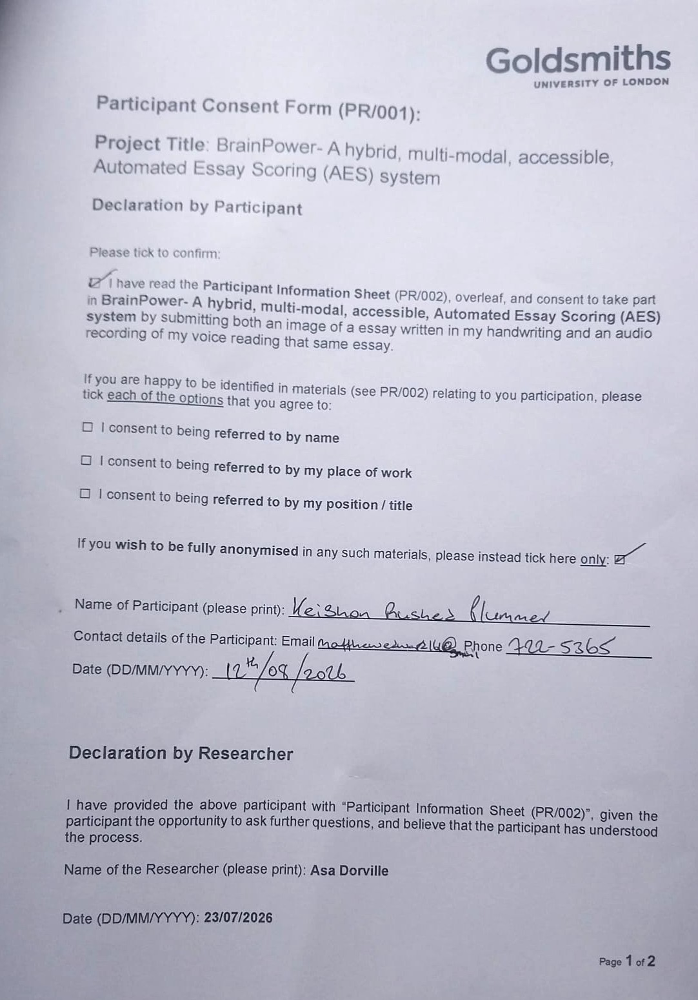 Goldsmiths
UNIVERSITY OF LONDON
Participant Consent Form (PR/001):
Project Title: BrainPower- A hybrid, multi-modal, accessible,
Automated Essay Scoring (AES) system
Declaration by Participant
Please tick to confirm:
☑ I have read the Participant Information Sheet (PR/002), overleaf, and consent to take part
in BrainPower- A hybrid, multi-modal, accessible, Automated Essay Scoring (AES)
system by submitting both an image of a essay written in my handwriting and an audio
recording of my voice reading that same essay.
If you are happy to be identified in materials (see PR/002) relating to you participation, please
tick each of the options that you agree to:
☐ I consent to being referred to by name
☐ I consent to being referred to by my place of work
☐ I consent to being referred to by my position / title
If you wish to be fully anonymised in any such materials, please instead tick here only: ☑
Name of Participant (please print): Keishon Plummer
Contact details of the Participant: Email Phone 722-5365
Date (DD/MM/YYYY): 12th/08/2026
Declaration by Researcher
I have provided the above participant with “Participant Information Sheet (PR/002)”, given the
participant the opportunity to ask further questions, and believe that the participant has understood
the process.
Name of the Researcher (please print): Asa Dorville
Date (DD/MM/YYYY): 23/07/2026
Page 1 of 2